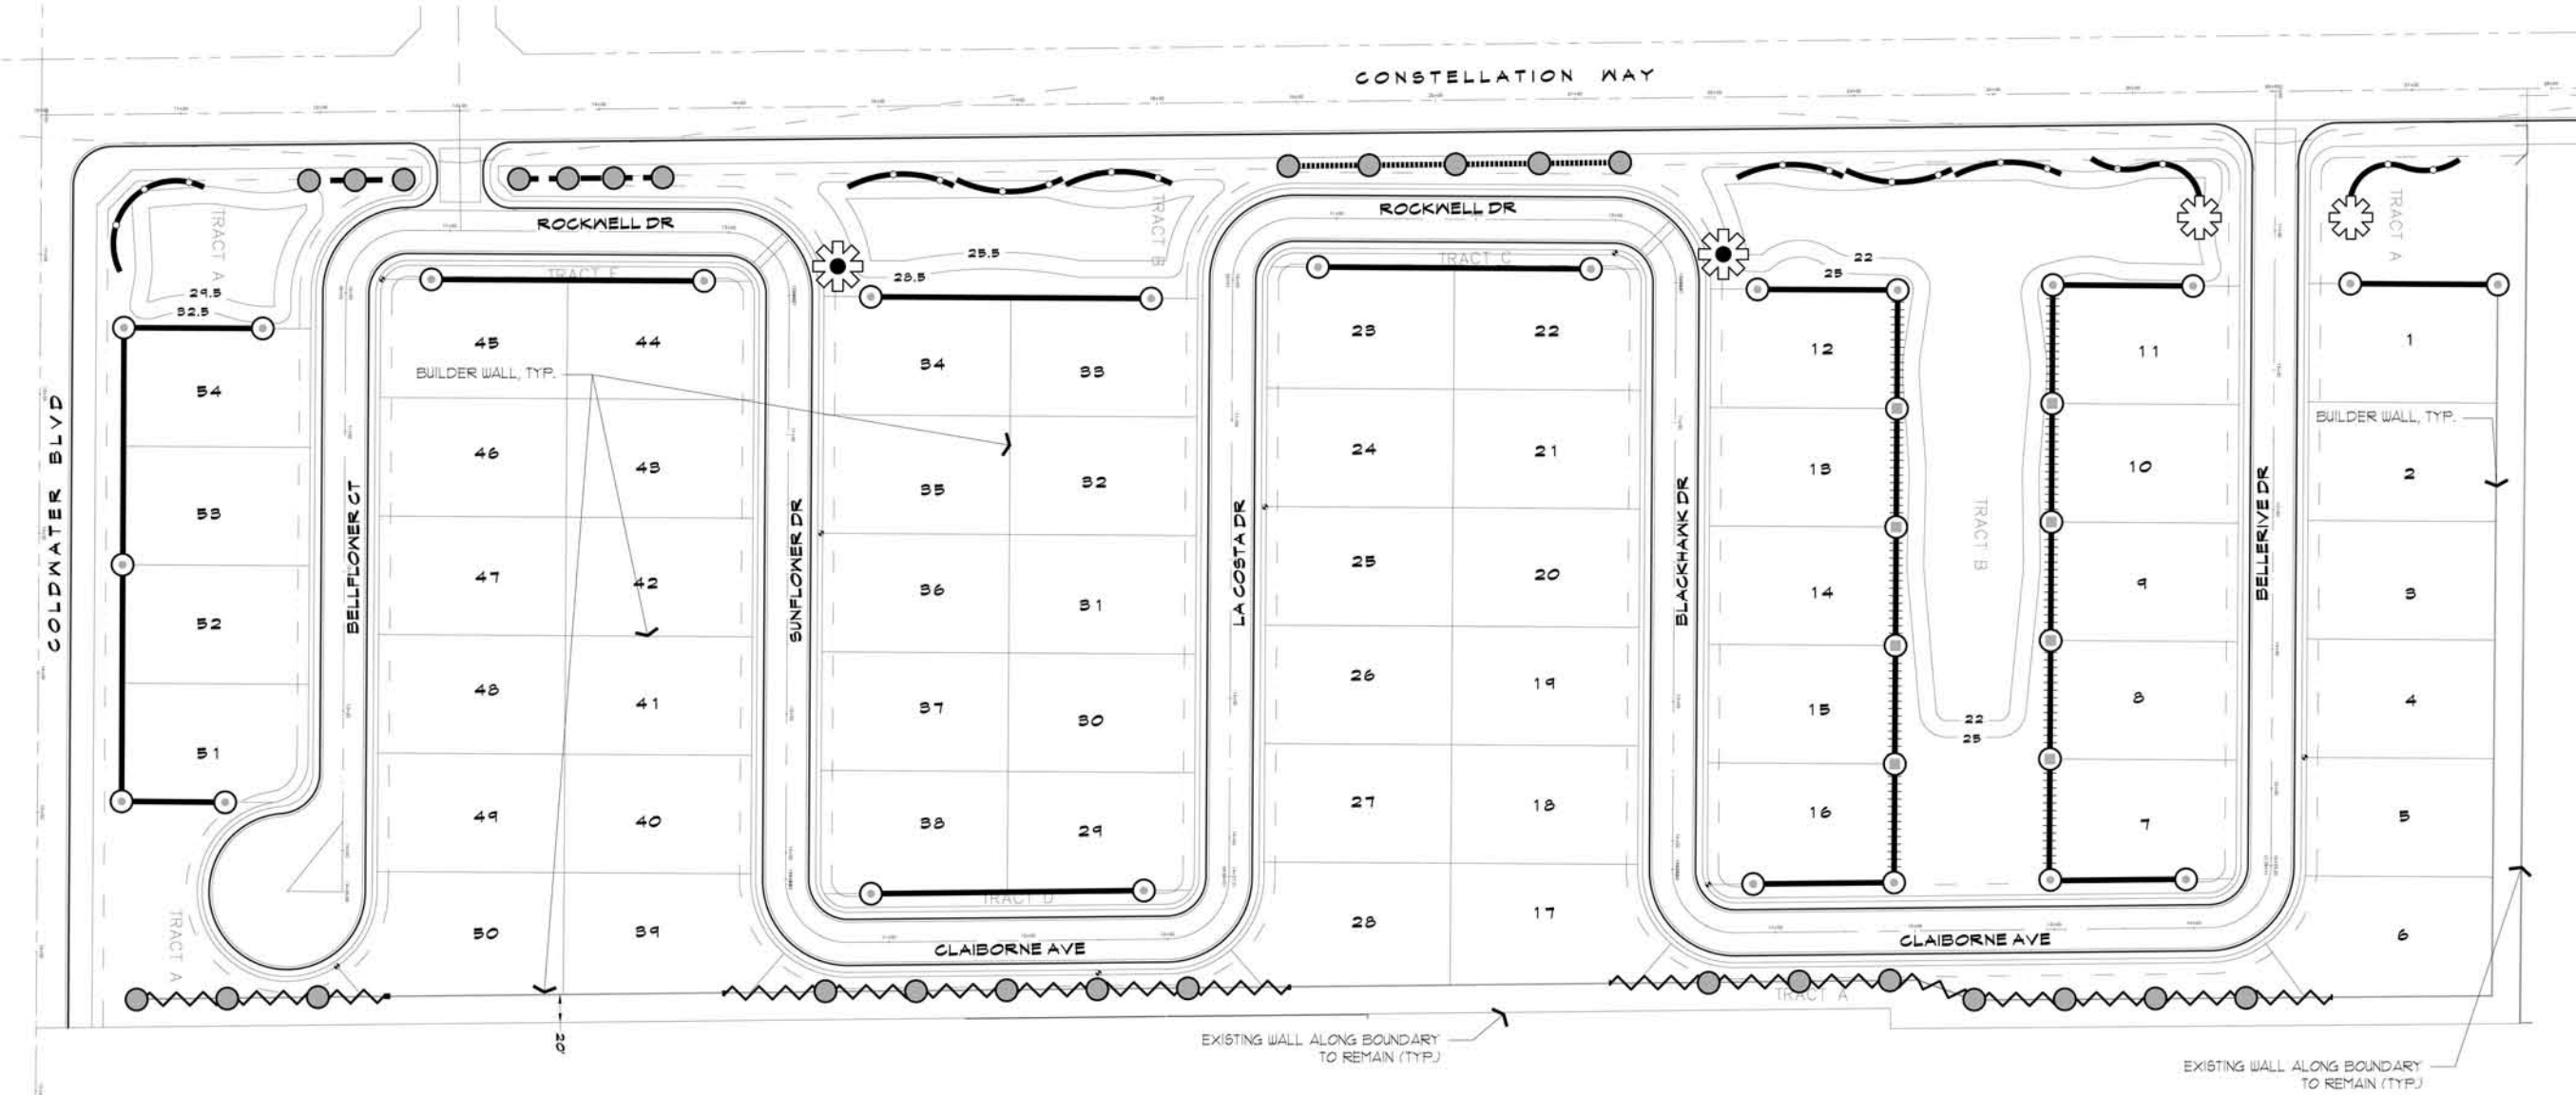 CONSTELLATION WAY
ROCKWELL DR
ROCKWELL DR
TRACT A
TRACT B
TRACT A
25.5
28.5
22
25
29.5
32.5
TRACT E
TRACT C
45
44
34
33
23
22
12
11
1
BUILDER WALL, TYP.
54
BUILDER WALL, TYP.
46
43
35
32
24
21
13
10
2
53
COLDWATER BLVD
BELLFLOWER CT
SUNFLOWER DR
LA COSTA DR
BLACKHAWK DR
TRACT B
BELLERIVE DR
47
42
36
31
25
20
14
9
3
52
48
41
37
30
26
19
15
8
4
22
25
51
49
40
38
29
27
18
16
7
5
TRACT D
50
39
28
17
6
TRACT A
CLAIBORNE AVE
CLAIBORNE AVE
TRACT A
20'
EXISTING WALL ALONG BOUNDARY
TO REMAIN (TYP.)
EXISTING WALL ALONG BOUNDARY
TO REMAIN (TYP.)